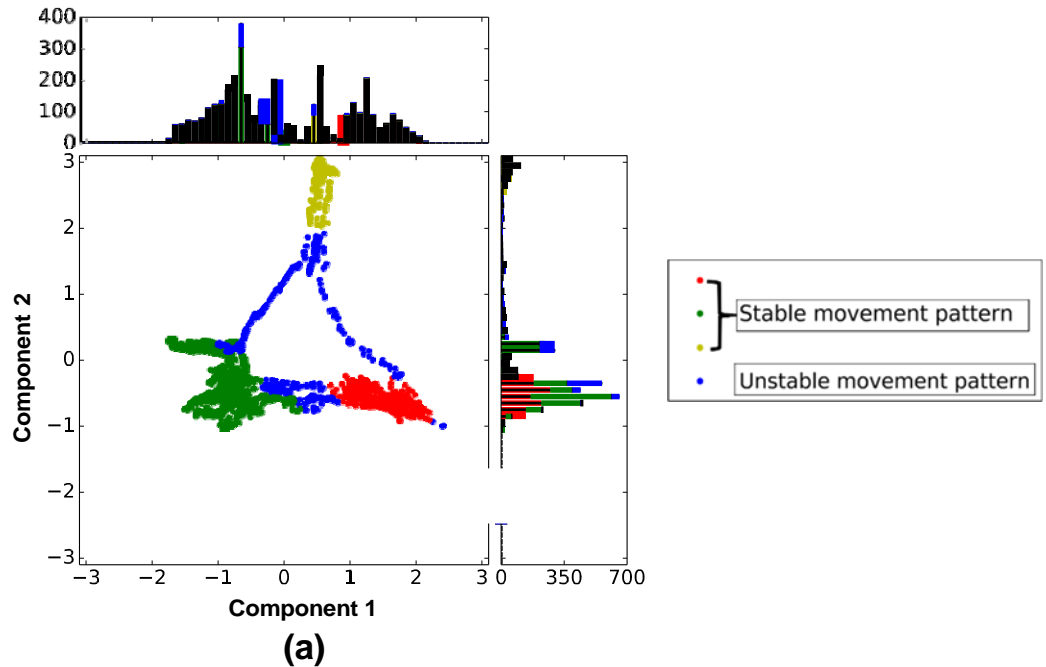 400
300
200
100
0
3
2
1
0
−1
−2
−3
Component 2
−3 −2 −1 0 1 2 3
0 350 700
Component 1
(a)
Stable movement pattern
Unstable movement pattern